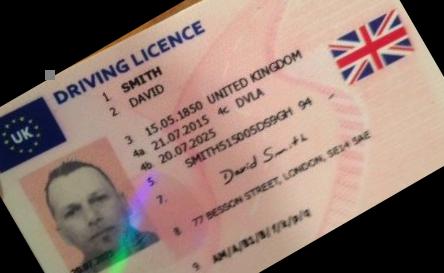 DRIVING LICENCE
UK
1 SMITH
2 DAVID
3 15.05.1850 UNITED KINGDOM
4a 21.07.2015 4c DVLA
4b 20.07.2025
5 SMITH515005DS9GH 94
7. David Smith
8 77 BESSON STREET, LONDON, SE14 5AE
9 AM/A/B1/B/f/k/p/q